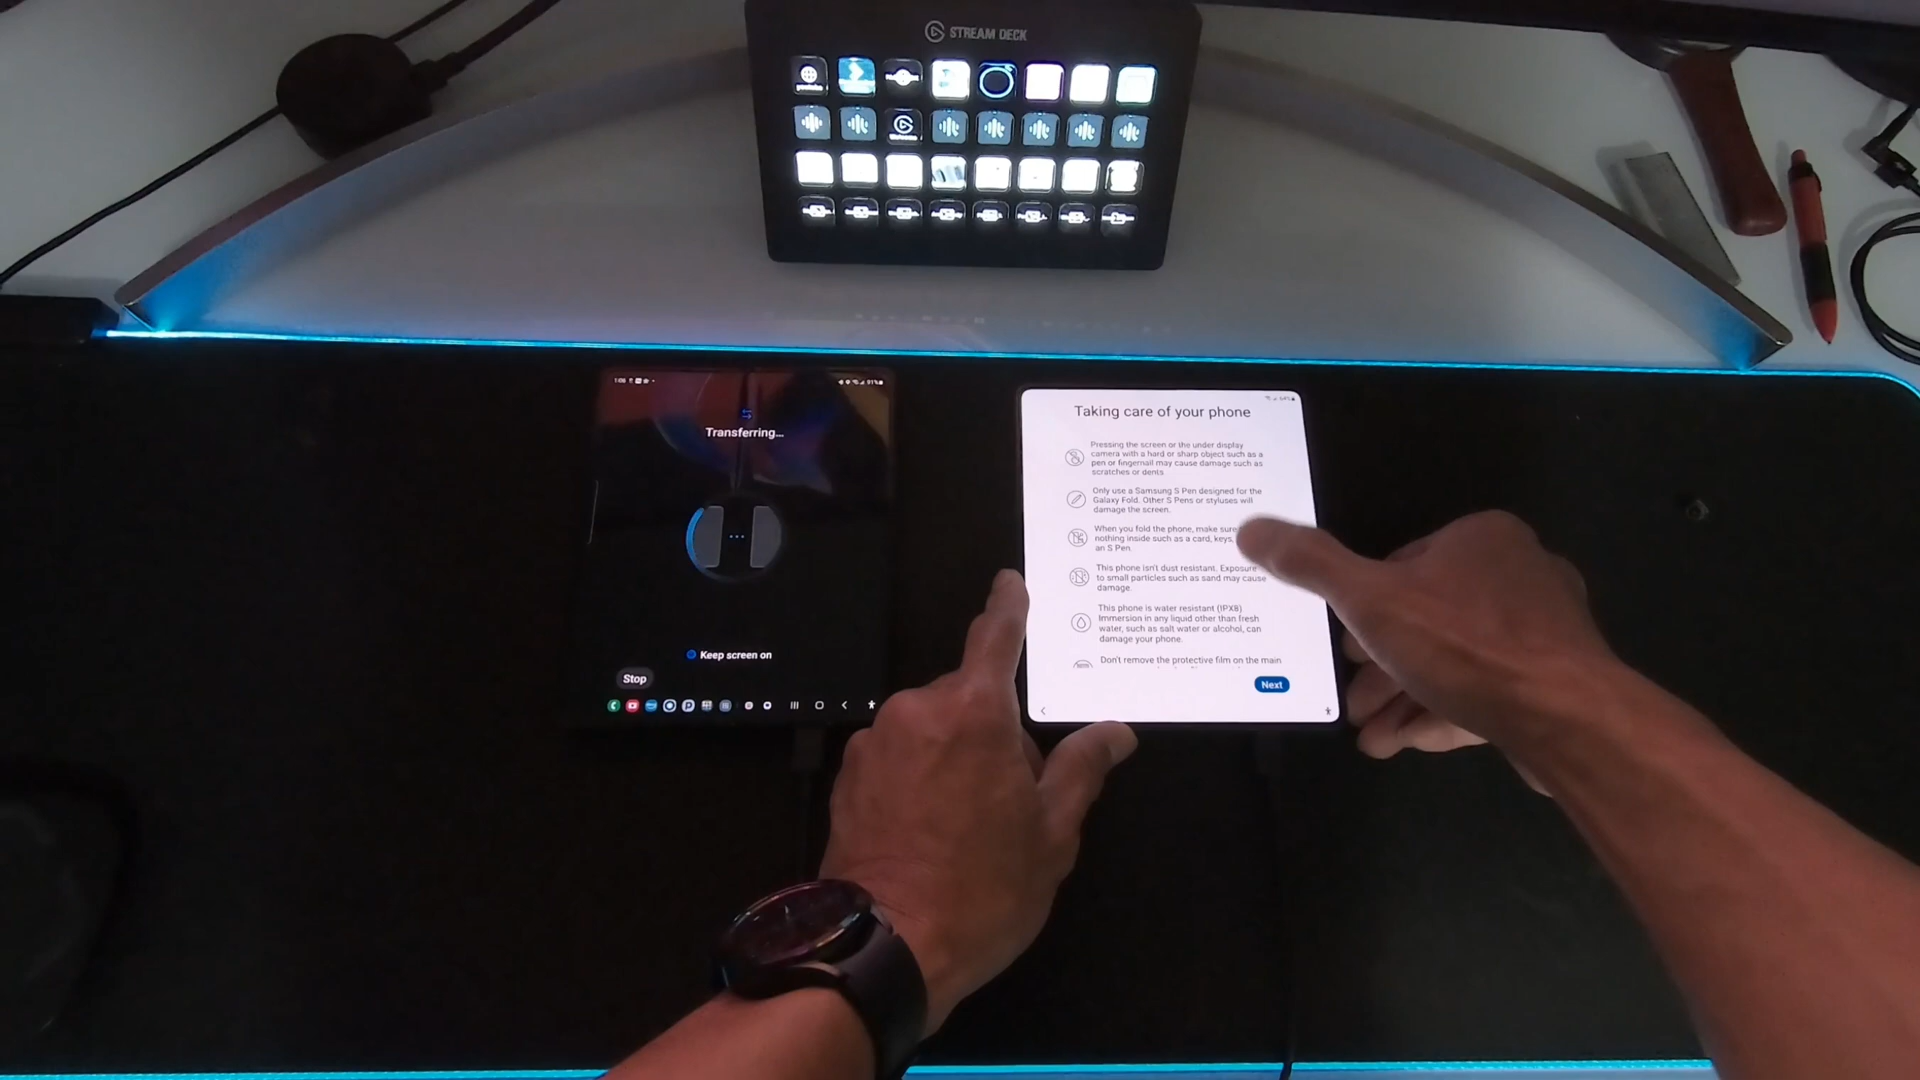 STREAM DECK
youtube
Welcome
1:08
91%
Transferring...
Keep screen on
Stop
Taking care of your phone
Pressing the screen or the under display
camera with a hard or sharp object such as a
pen or fingernail may cause damage such as
scratches or dents
Only use a Samsung S Pen designed for the
Galaxy Fold. Other S Pens or styluses will
damage the screen.
When you fold the phone, make sure
nothing inside such as a card, keys,
an S Pen.
This phone isn't dust resistant. Exposure
to small particles such as sand may cause
damage.
This phone is water resistant (IPX8)
Immersion in any liquid other than fresh
water, such as salt water or alcohol, can
damage your phone.
Don't remove the protective film on the main
Next